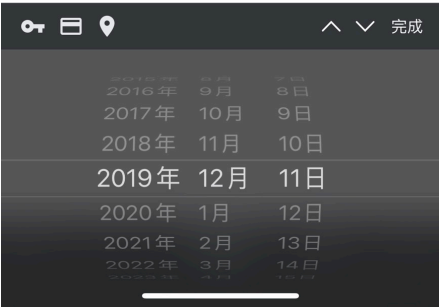 完成
2016年 9月 8日
2017年 10月 9日
2018年 11月 10日
2019年 12月 11日
2020年 1月 12日
2021年 2月 13日
2022年 3月 14日